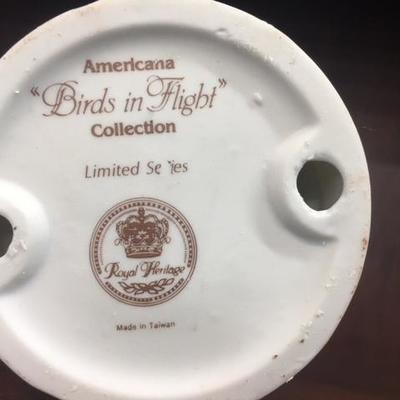 Americana
"Birds in Flight"
Collection
Limited Series
Royal Heritage
Made in Taiwan